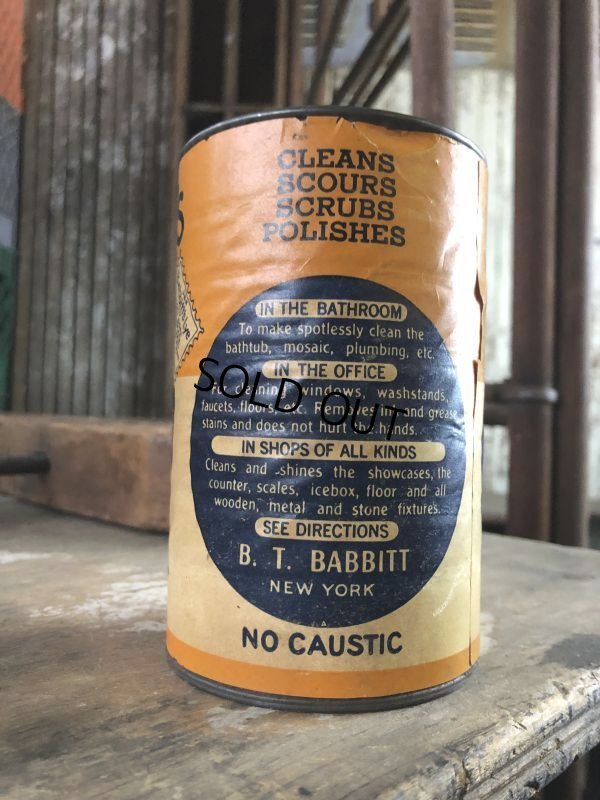 CLEANS
SCOURS
SCRUBS
POLISHES
IN THE BATHROOM
To make spotlessly clean the
bathtub, mosaic, plumbing, etc.
IN THE OFFICE
For cleaning windows, washstands,
faucets, floors, etc. Removes ink and grease
stains and does not hurt the hands.
SOLD OUT
IN SHOPS OF ALL KINDS
Cleans and shines the showcases, the
counter, scales, icebox, floor and all
wooden, metal and stone fixtures.
SEE DIRECTIONS
B. T. BABBITT
NEW YORK
NO CAUSTIC